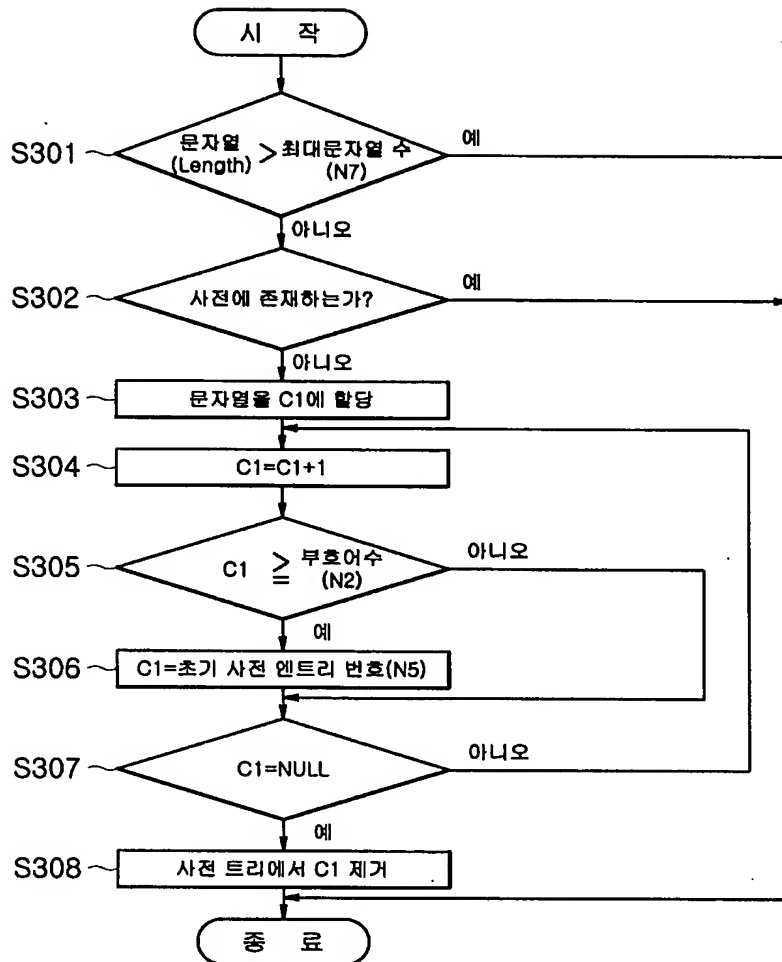 시 작
S301
문자열
(Length)
>
최대문자열 수
(N7)
예
아니오
S302
사전에 존재하는가?
예
아니오
S303
문자열을 C1에 할당
S304
C1=C1+1
S305
C1 ≧ 부호어수
(N2)
아니오
예
S306
C1=초기 사전 엔트리 번호(N5)
S307
C1=NULL
아니오
예
S308
사전 트리에서 C1 제거
종 료